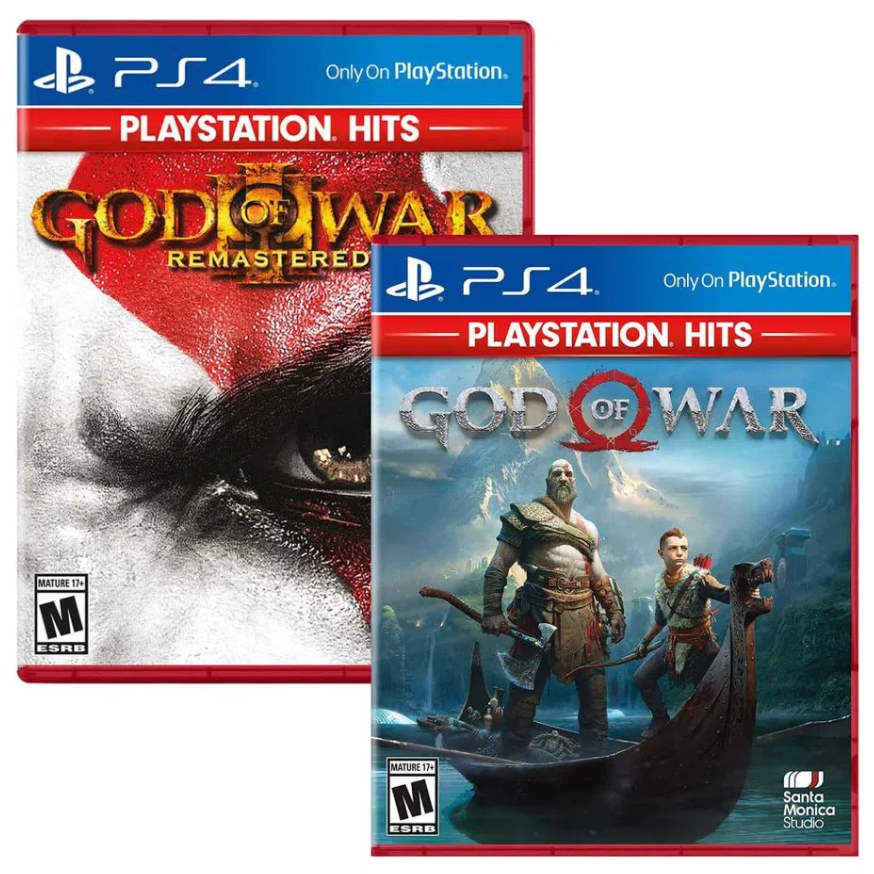 PS4 Only On PlayStation
PLAYSTATION HITS
GOD OF WAR III
REMASTERED
MATURE 17+
M
ESRB
PS4 Only On PlayStation
PLAYSTATION HITS
GOD OF WAR
MATURE 17+
M
ESRB
Santa
Monica
Studio